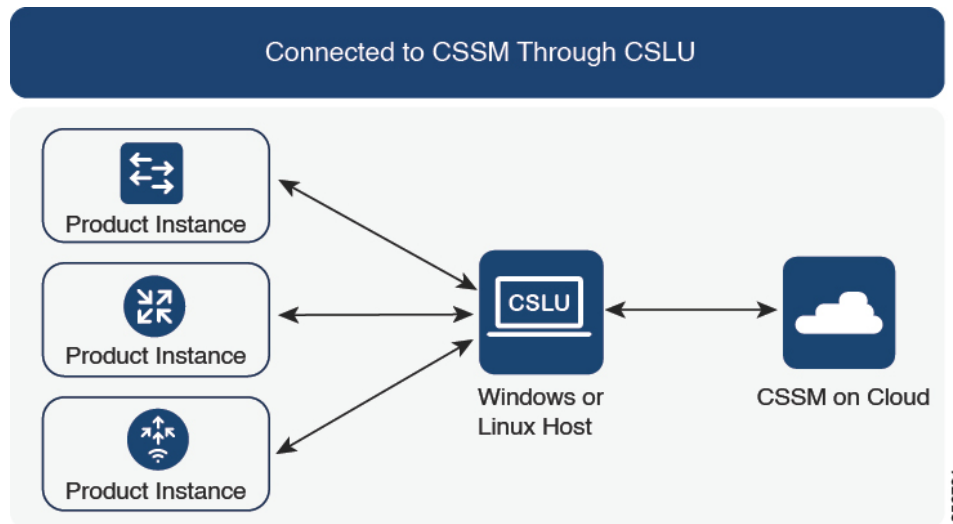 Connected to CSSM Through CSLU
Product Instance
Product Instance
Product Instance
CSLU
Windows or
Linux Host
CSSM on Cloud